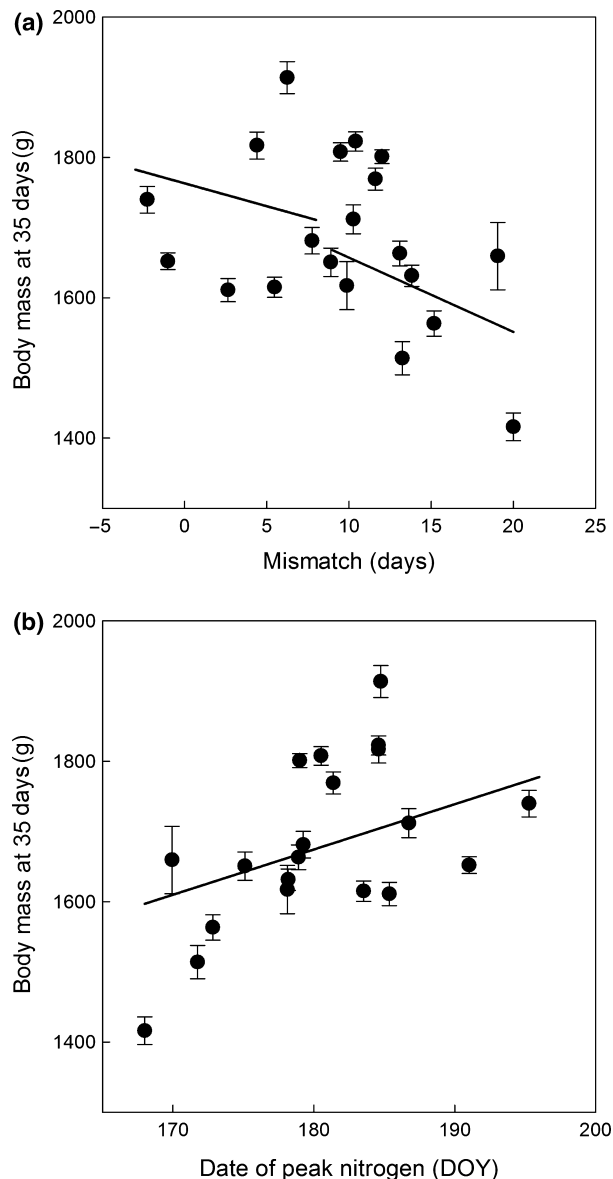 (a)
2000
1800
1600
1400
Body mass at 35 days (g)
−5 0 5 10 15 20 25
Mismatch (days)
(b)
2000
1800
1600
1400
Body mass at 35 days (g)
170 180 190 200
Date of peak nitrogen (DOY)